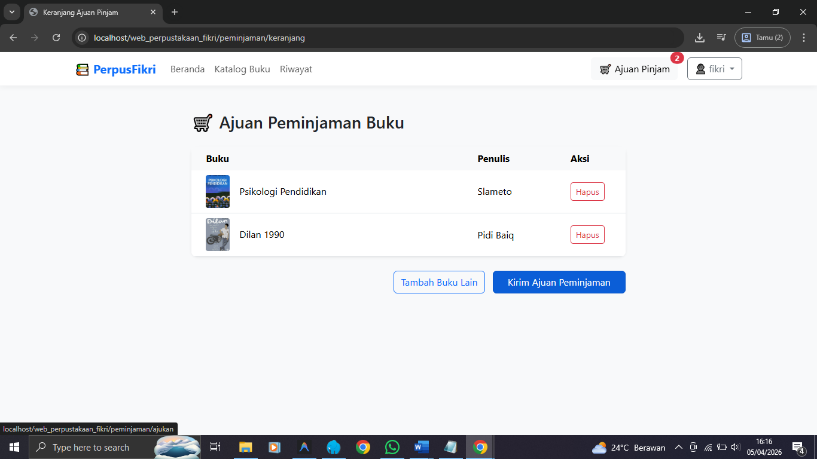 Keranjang Ajuan Pinjam
localhost/web_perpustakaan_fikri/peminjaman/keranjang
Tamu (2)
PerpusFikri
Beranda
Katalog Buku
Riwayat
Ajuan Pinjam
2
fikri
Ajuan Peminjaman Buku
Buku
Penulis
Aksi
PSIKOLOGI
PENDIDIKAN
Psikologi Pendidikan
Slameto
Hapus
Dilan 1990
Pidi Baiq
Hapus
Tambah Buku Lain
Kirim Ajuan Peminjaman
localhost/web_perpustakaan_fikri/peminjaman/ajukan
Type here to search
24°C Berawan
16:16
05/04/2026
4